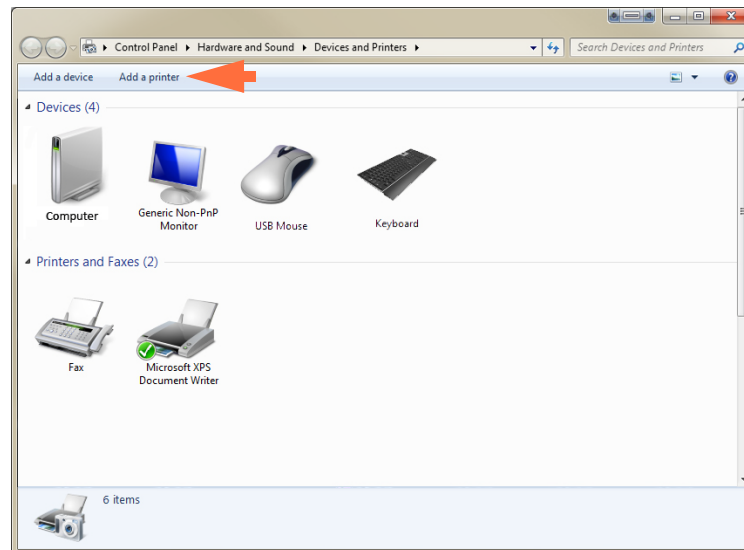 Control Panel Hardware and Sound Devices and Printers Search Devices and Printers
Add a device Add a printer
Devices (4)
Computer
Generic Non-PnP
Monitor
USB Mouse
Keyboard
Printers and Faxes (2)
Fax
Microsoft XPS
Document Writer
6 items